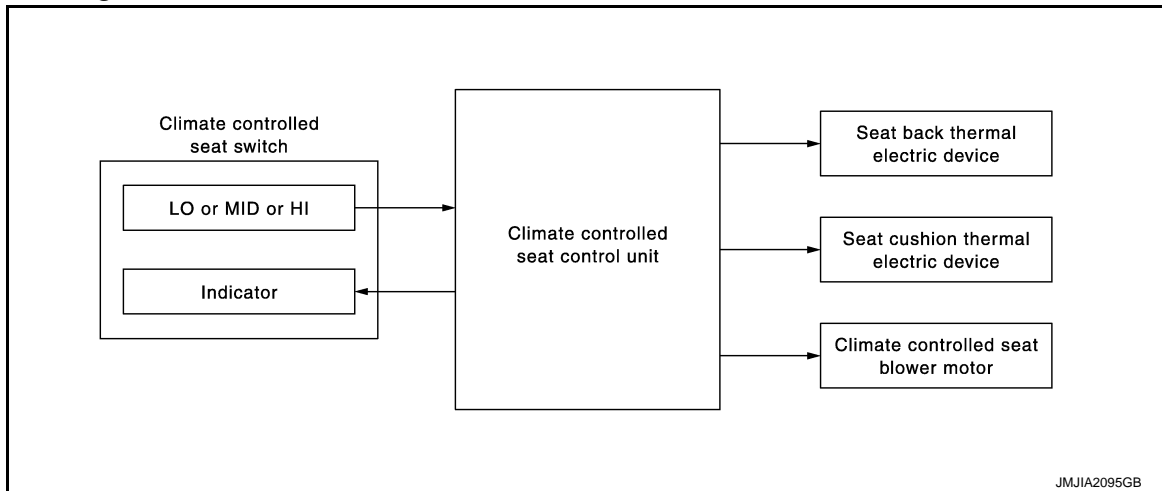 Climate controlled
seat switch
LO or MID or HI
Indicator
Climate controlled
seat control unit
Seat back thermal
electric device
Seat cushion thermal
electric device
Climate controlled seat
blower motor
JMJIA2095GB